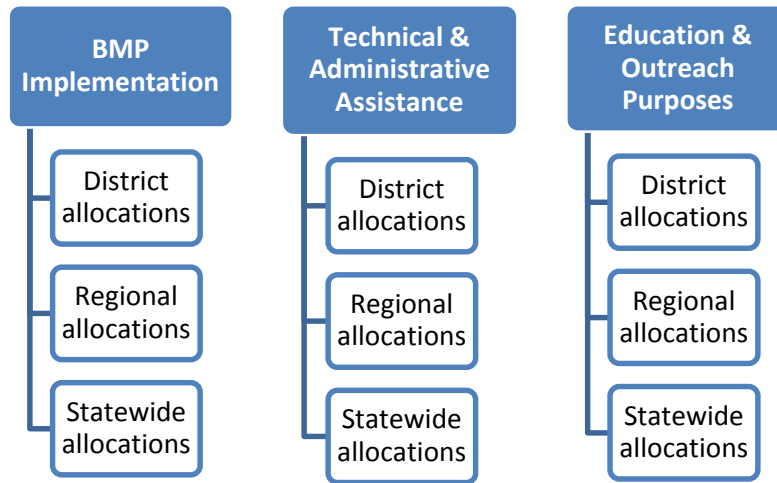 BMP
Implementation
District
allocations
Regional
allocations
Statewide
allocations
Technical &
Administrative
Assistance
District
allocations
Regional
allocations
Statewide
allocations
Education &
Outreach
Purposes
District
allocations
Regional
allocations
Statewide
allocations